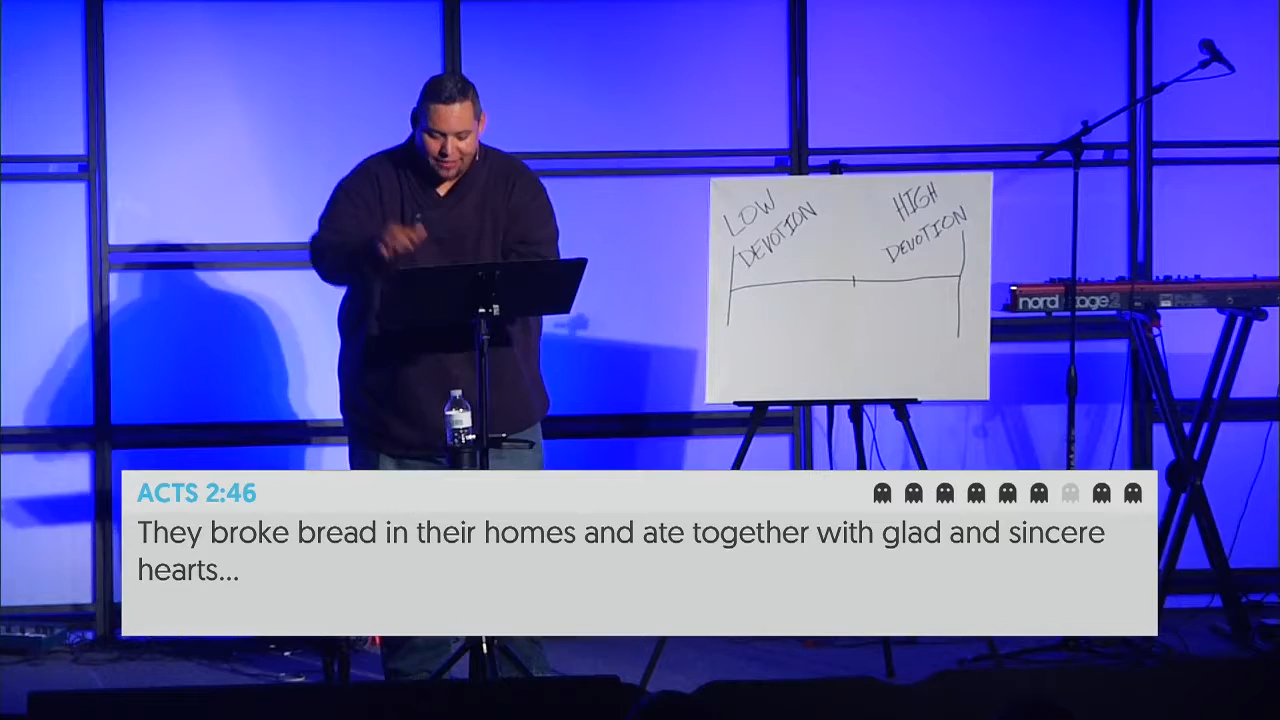 LOW
DEVOTION
HIGH
DEVOTION
nord stage 2
ACTS 2:46
They broke bread in their homes and ate together with glad and sincere
hearts...